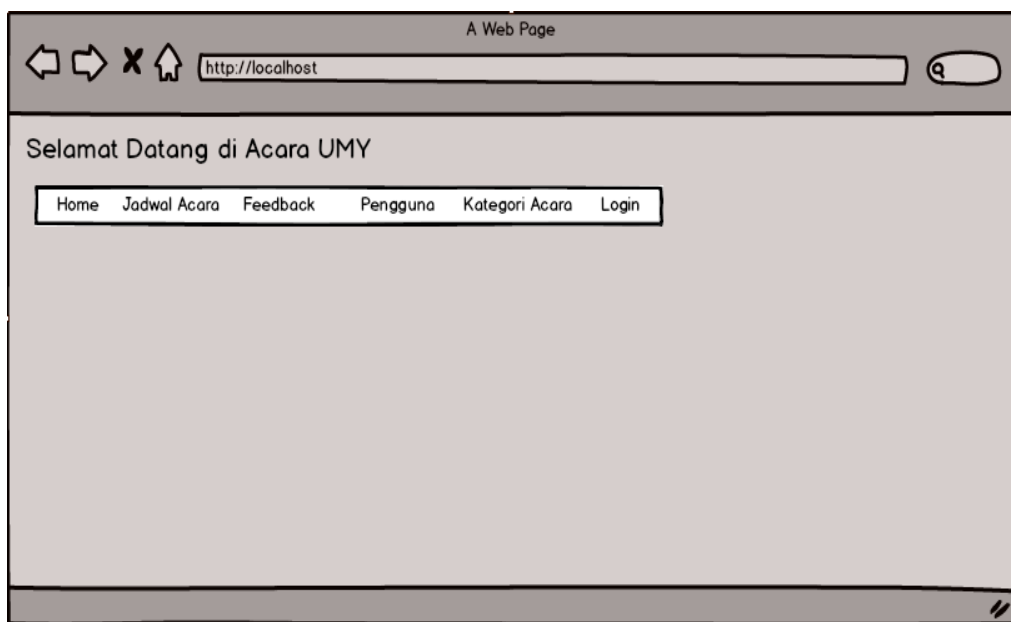 A Web Page
http://localhost
Selamat Datang di Acara UMY
Home Jadwal Acara Feedback Pengguna Kategori Acara Login